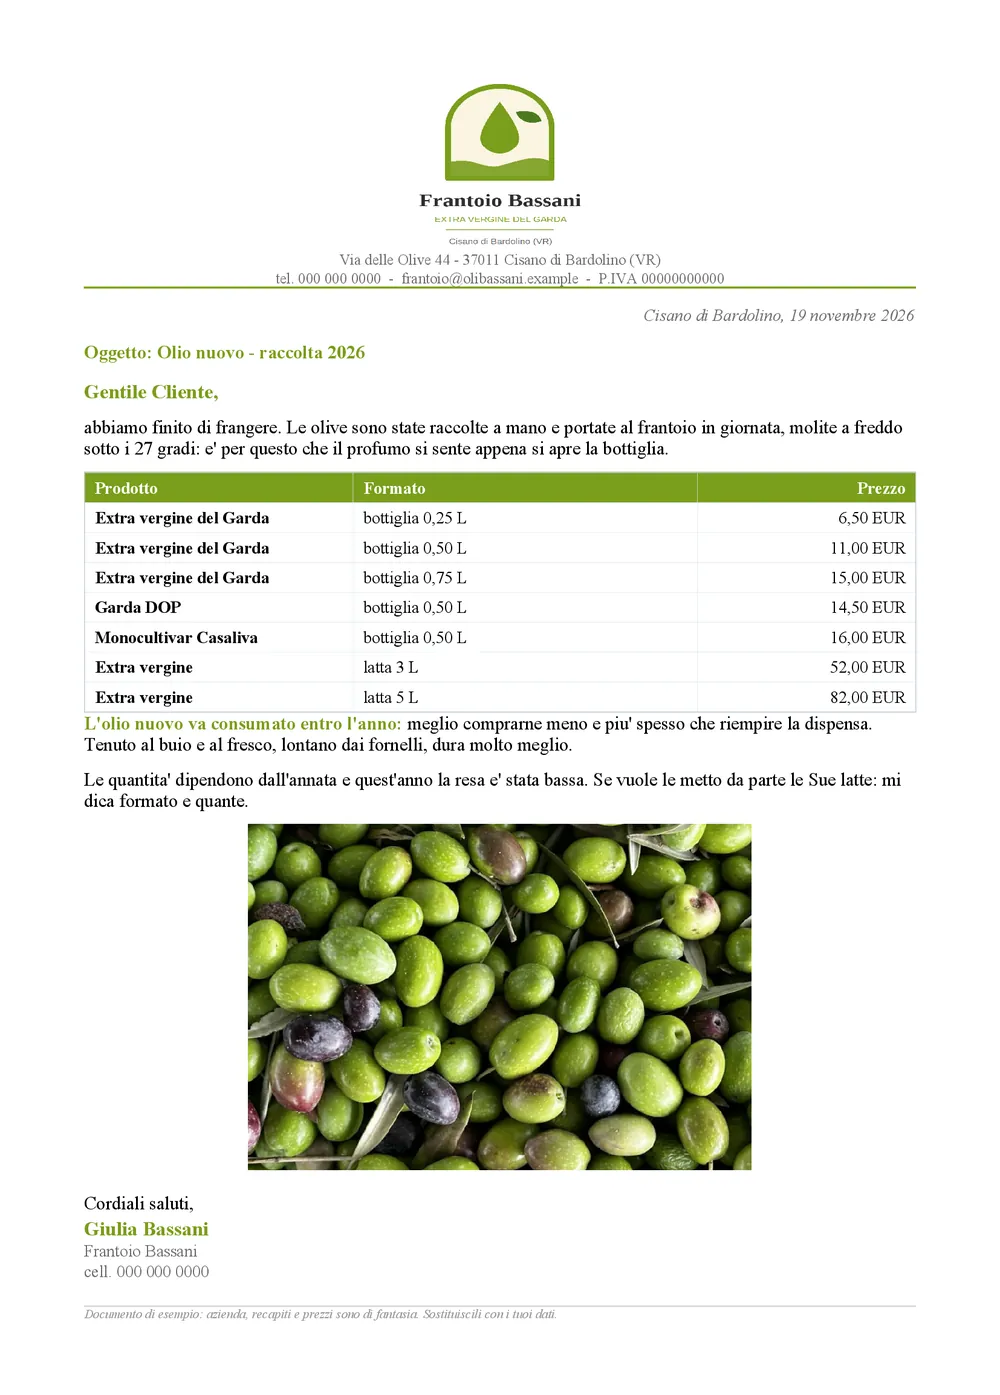 Frantoio Bassani
EXTRA VERGINE DEL GARDA
Cisano di Bardolino (VR)
Via delle Olive 44 - 37011 Cisano di Bardolino (VR)
tel. 000 000 0000 - frantoio@olibassani.example - P.IVA 00000000000
Cisano di Bardolino, 19 novembre 2026
Oggetto: Olio nuovo - raccolta 2026
Gentile Cliente,
abbiamo finito di frangere. Le olive sono state raccolte a mano e portate al frantoio in giornata, molite a freddo
sotto i 27 gradi: e' per questo che il profumo si sente appena si apre la bottiglia.
Prodotto Formato Prezzo
Extra vergine del Garda bottiglia 0,25 L 6,50 EUR
Extra vergine del Garda bottiglia 0,50 L 11,00 EUR
Extra vergine del Garda bottiglia 0,75 L 15,00 EUR
Garda DOP bottiglia 0,50 L 14,50 EUR
Monocultivar Casaliva bottiglia 0,50 L 16,00 EUR
Extra vergine latta 3 L 52,00 EUR
Extra vergine latta 5 L 82,00 EUR
L'olio nuovo va consumato entro l'anno: meglio comprarne meno e piu' spesso che riempire la dispensa.
Tenuto al buio e al fresco, lontano dai fornelli, dura molto meglio.
Le quantita' dipendono dall'annata e quest'anno la resa e' stata bassa. Se vuole le metto da parte le Sue latte: mi
dica formato e quante.
Cordiali saluti,
Giulia Bassani
Frantoio Bassani
cell. 000 000 0000
Documento di esempio: azienda, recapiti e prezzi sono di fantasia. Sostituiscili con i tuoi dati.